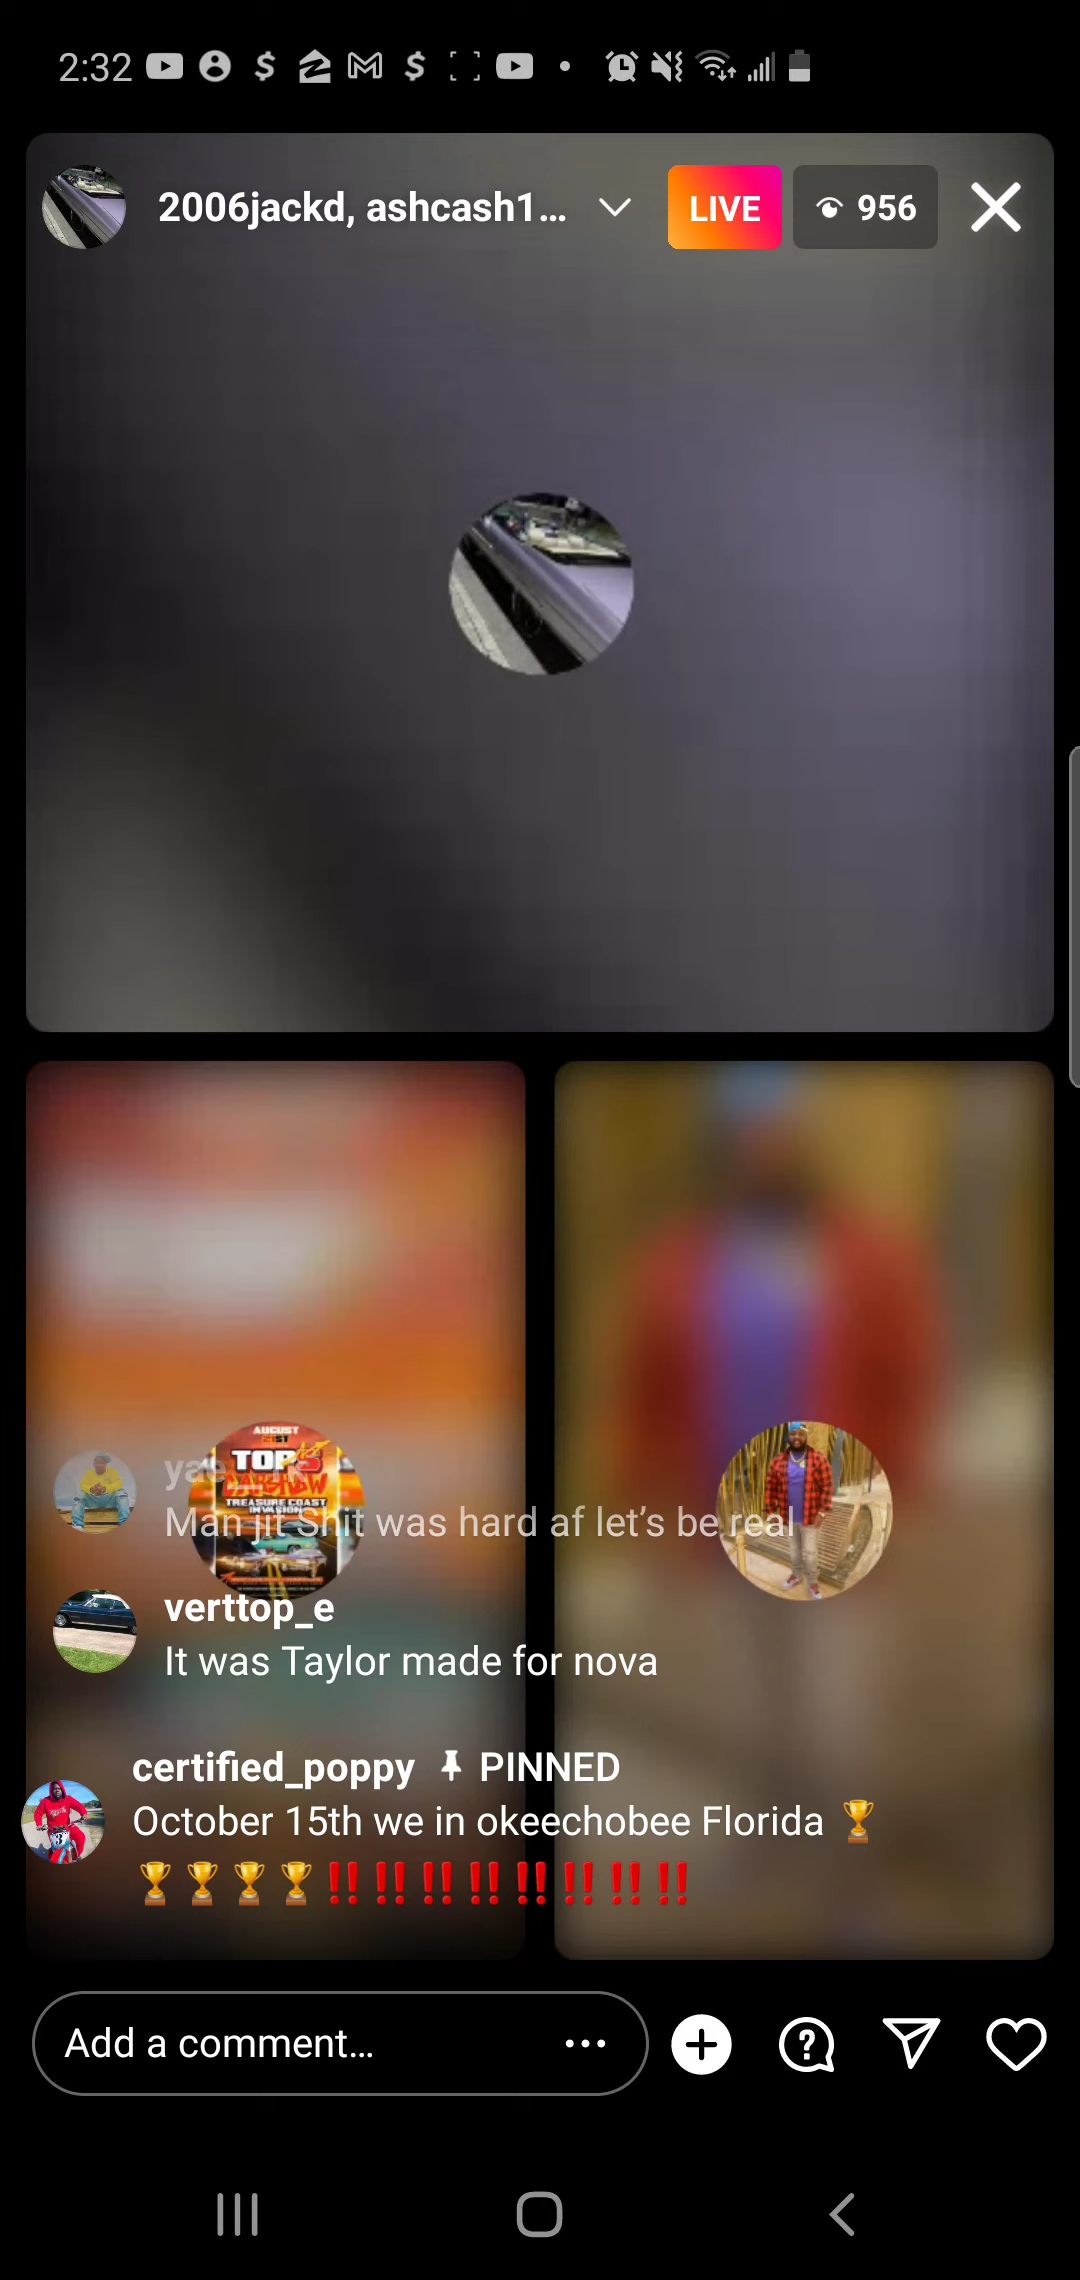 2:32
2006jackd, ashcash1...
LIVE
956
AUGUST
TOP
TREASURE COAST
INVASION
Man jit Shit was hard af let's be real
verttop_e
It was Taylor made for nova
certified_poppy 📌 PINNED
October 15th we in okeechobee Florida 🏆
🏆🏆🏆🏆‼️‼️‼️‼️‼️‼️‼️‼️
Add a comment...